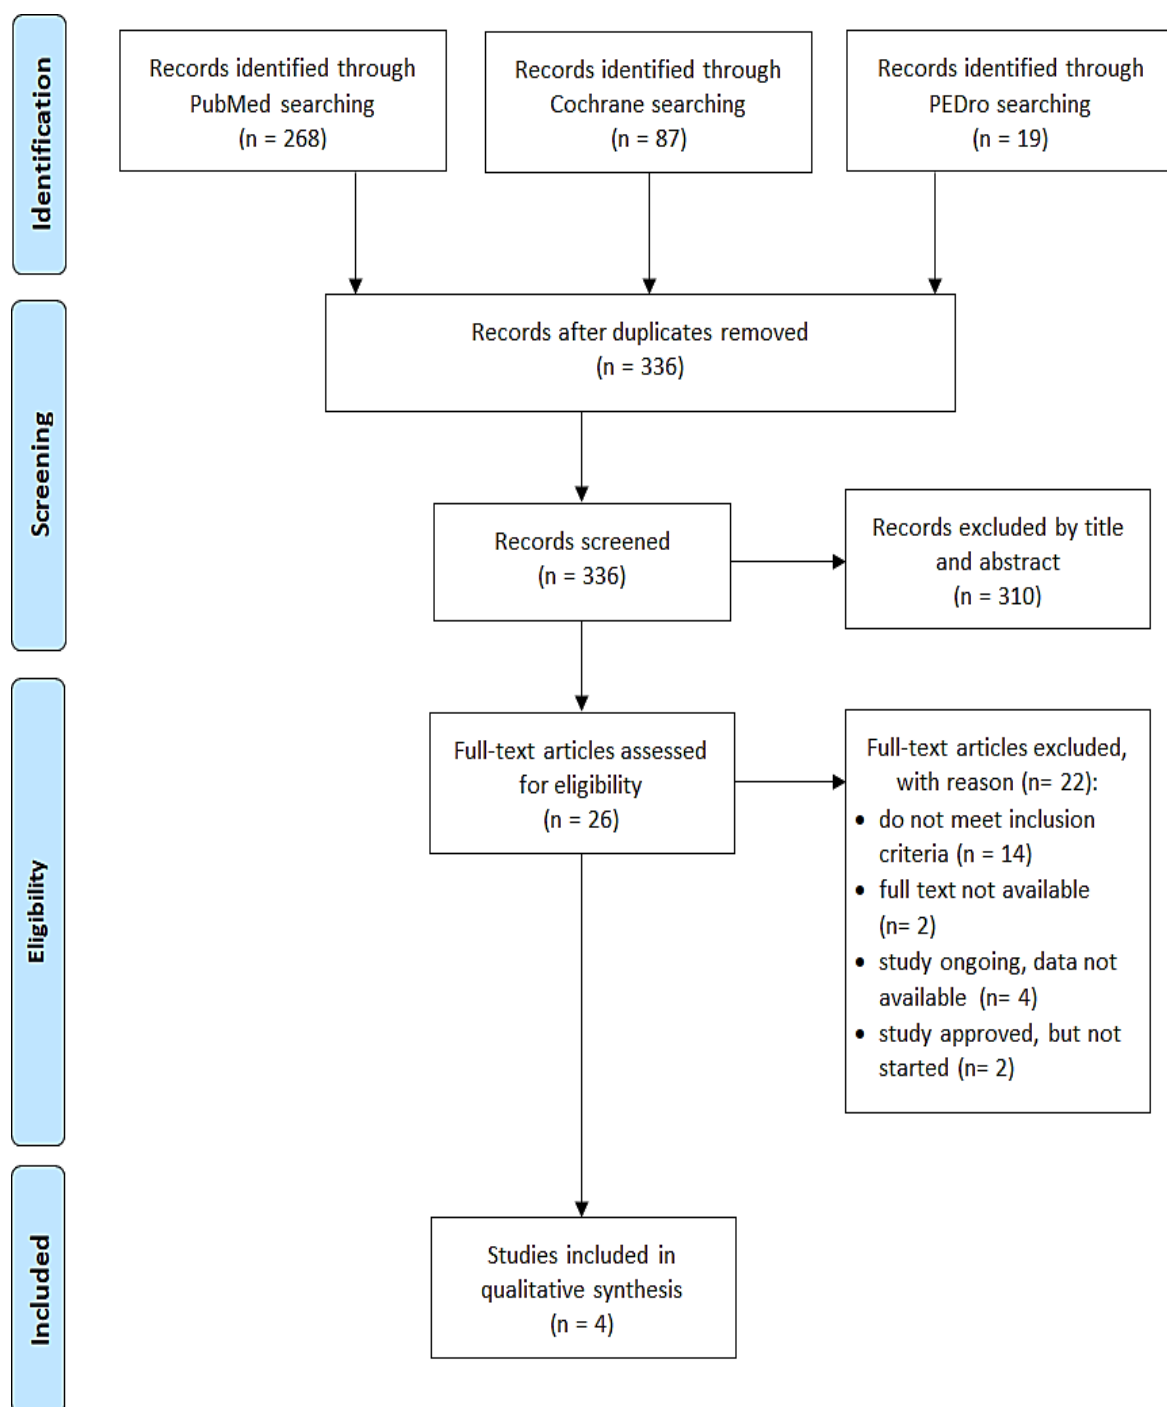 Identification
Records identified through
PubMed searching
(n = 268)
Records identified through
Cochrane searching
(n = 87)
Records identified through
PEDro searching
(n = 19)
Screening
Records after duplicates removed
(n = 336)
Records screened
(n = 336)
Records excluded by title
and abstract
(n = 310)
Eligibility
Full-text articles assessed
for eligibility
(n = 26)
Full-text articles excluded,
with reason (n= 22):
• do not meet inclusion
criteria (n = 14)
• full text not available
(n= 2)
• study ongoing, data not
available (n= 4)
• study approved, but not
started (n= 2)
Included
Studies included in
qualitative synthesis
(n = 4)